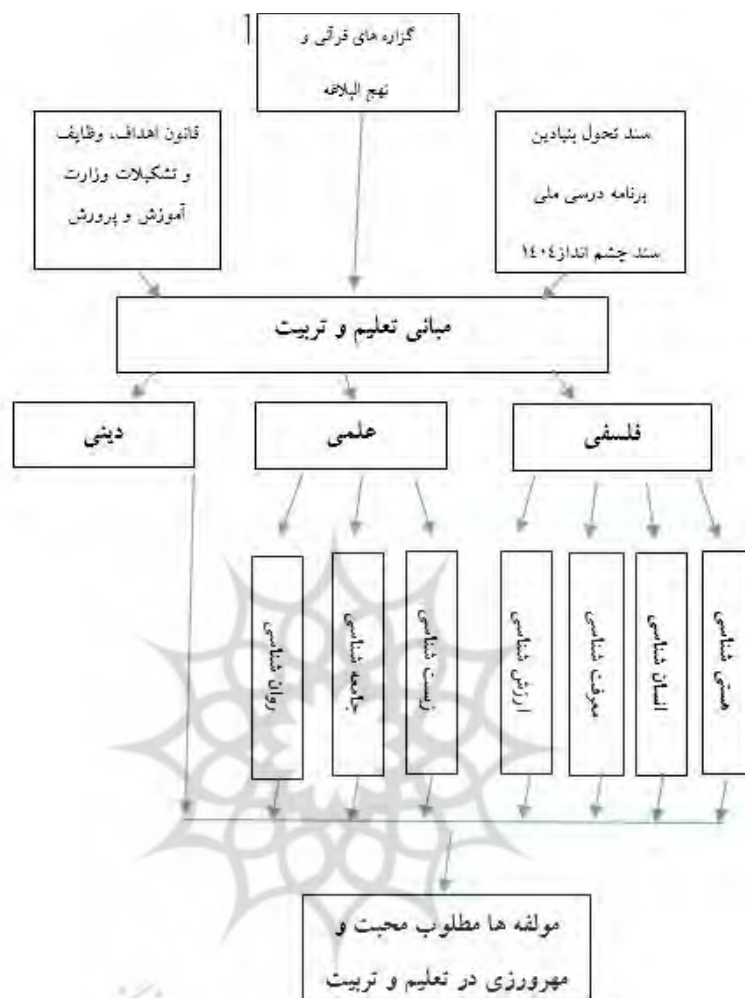 گزاره های قرآنی و
نهج البلاغه
سند تحول بنیادین
برنامه درسی ملی
سند چشم انداز۱۴۰۴
قانون اهداف، وظایف
و تشکیلات وزارت
آموزش و پرورش
مبانی تعلیم و تربیت
فلسفی
علمی
دینی
هستی شناسی
انسان شناسی
معرفت شناسی
ارزش شناسی
زیست شناسی
جامعه شناسی
روان شناسی
مولفه ها مطلوب محبت و
مهرورزی در تعلیم و تربیت